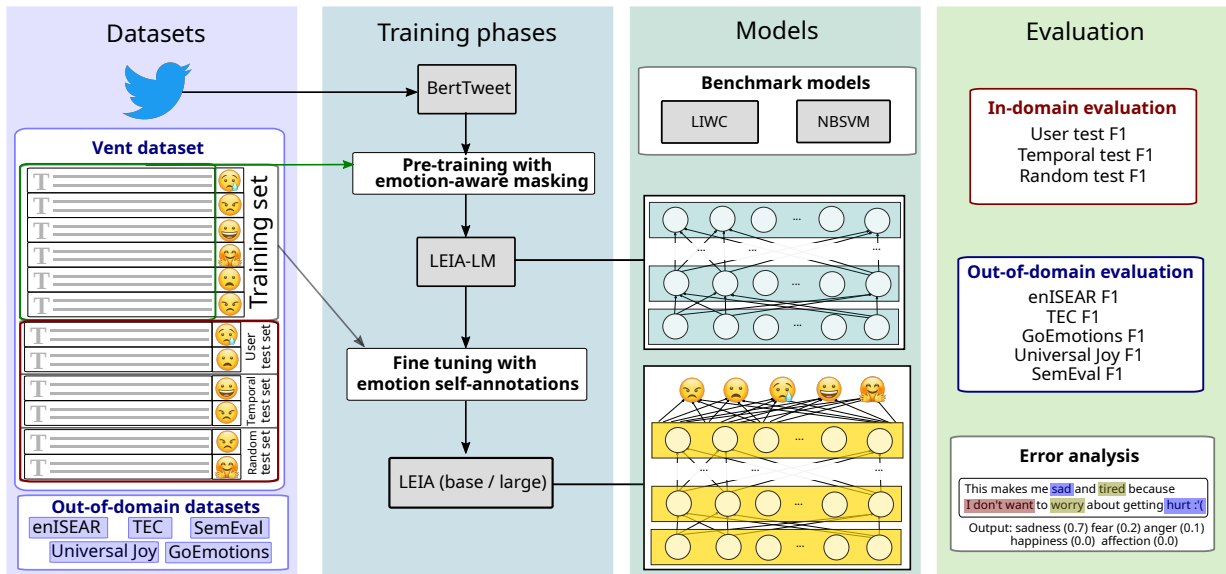 Datasets
Vent dataset
T
T
T
T
T
T
Training set
T
T
User
test set
T
T
Temporal
test set
T
T
Random
test set
Out-of-domain datasets
enISEAR TEC SemEval
Universal Joy GoEmotions
Training phases
BertTweet
Pre-training with
emotion-aware masking
LEIA-LM
Fine tuning with
emotion self-annotations
LEIA (base / large)
Models
Benchmark models
LIWC NBSVM
...
... ...
...
...
...
... ...
...
...
Evaluation
In-domain evaluation
User test F1
Temporal test F1
Random test F1
Out-of-domain evaluation
enISEAR F1
TEC F1
GoEmotions F1
Universal Joy F1
SemEval F1
Error analysis
This makes me sad and tired because
I don't want to worry about getting hurt :'(
Output: sadness (0.7) fear (0.2) anger (0.1)
happiness (0.0) affection (0.0)